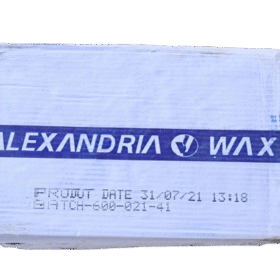 ALEXANDRIA WAX
PRODUT DATE 31/07/21 13:18
BATCH-600-021-41